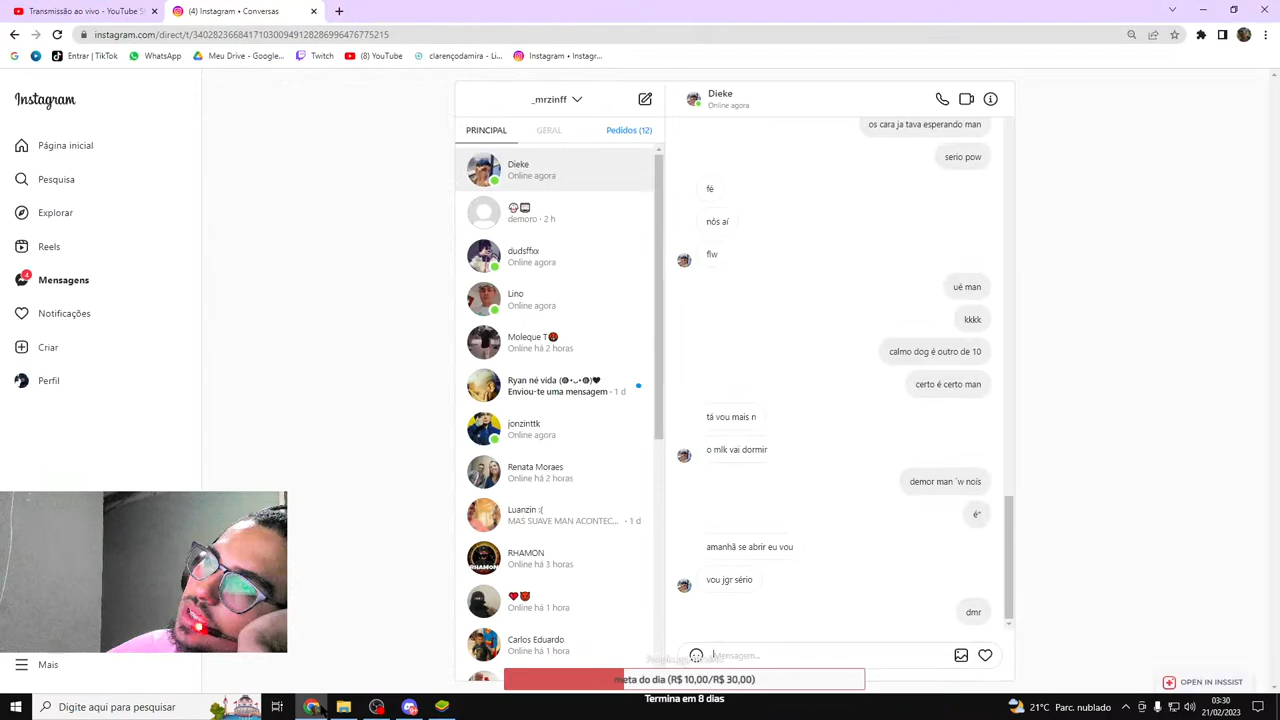 Transmissão ao vivo - YouTube St
(4) Instagram • Conversas
instagram.com/direct/t/340282366841710300949128286996476775215
Entrar | TikTok
WhatsApp
Meu Drive - Google...
Twitch
(8) YouTube
clarençodamira - Li...
Instagram • Instagr...
Instagram
Página inicial
Pesquisa
Explorar
Reels
4
Mensagens
Notificações
Criar
Perfil
Mais
_mrzinff
PRINCIPAL
GERAL
Pedidos (12)
Dieke
Online agora
demoro · 2 h
dudsffxx
Online agora
Lino
Online agora
Moleque T
Online há 2 horas
Ryan né vida
Enviou-te uma mensagem · 1 d
jonzinttk
Online agora
Renata Moraes
Online há 2 horas
Luanzin :(
MAS SUAVE MAN ACONTEC... · 1 d
RHAMON
RHAMON
Online há 3 horas
Online há 1 hora
Carlos Eduardo
Online há 1 hora
Dieke
Online agora
os cara ja tava esperando man
serio pow
fé
nós aí
flw
ué man
kkkk
calmo dog é outro de 10
certo é certo man
tá vou mais n
o mlk vai dormir
demor man ´w nois
é*
amanhã se abrir eu vou
vou jgr sério
dmr
Mensagem...
meta do dia (R$ 10,00/R$ 30,00)
Termina em 8 dias
OPEN IN INSSIST
Digite aqui para pesquisar
21°C Parc. nublado
03:30
21/02/2023